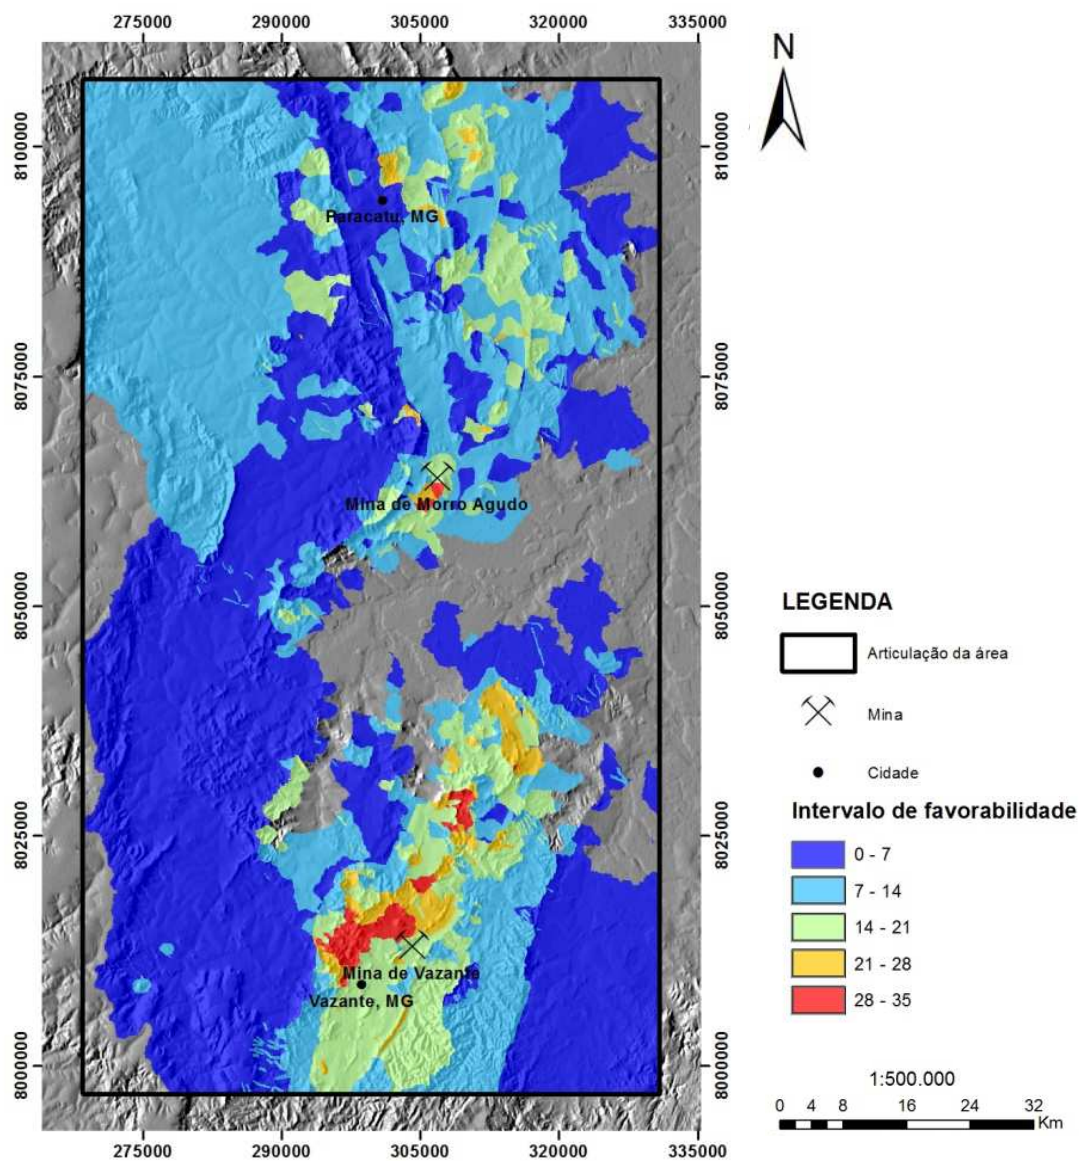 275000 290000 305000 320000 335000
N
8100000 8100000
Paracatu, MG
8075000 8075000
Mina de Morro Agudo
8050000 8050000
LEGENDA
Articulação da área
Mina
Cidade
Intervalo de favorabilidade
8025000 8025000
0 - 7
7 - 14
14 - 21
21 - 28
28 - 35
Mina de Vazante
Vazante, MG
8000000 8000000
1:500.000
0 2 4 8 16 24 32
Km
275000 290000 305000 320000 335000